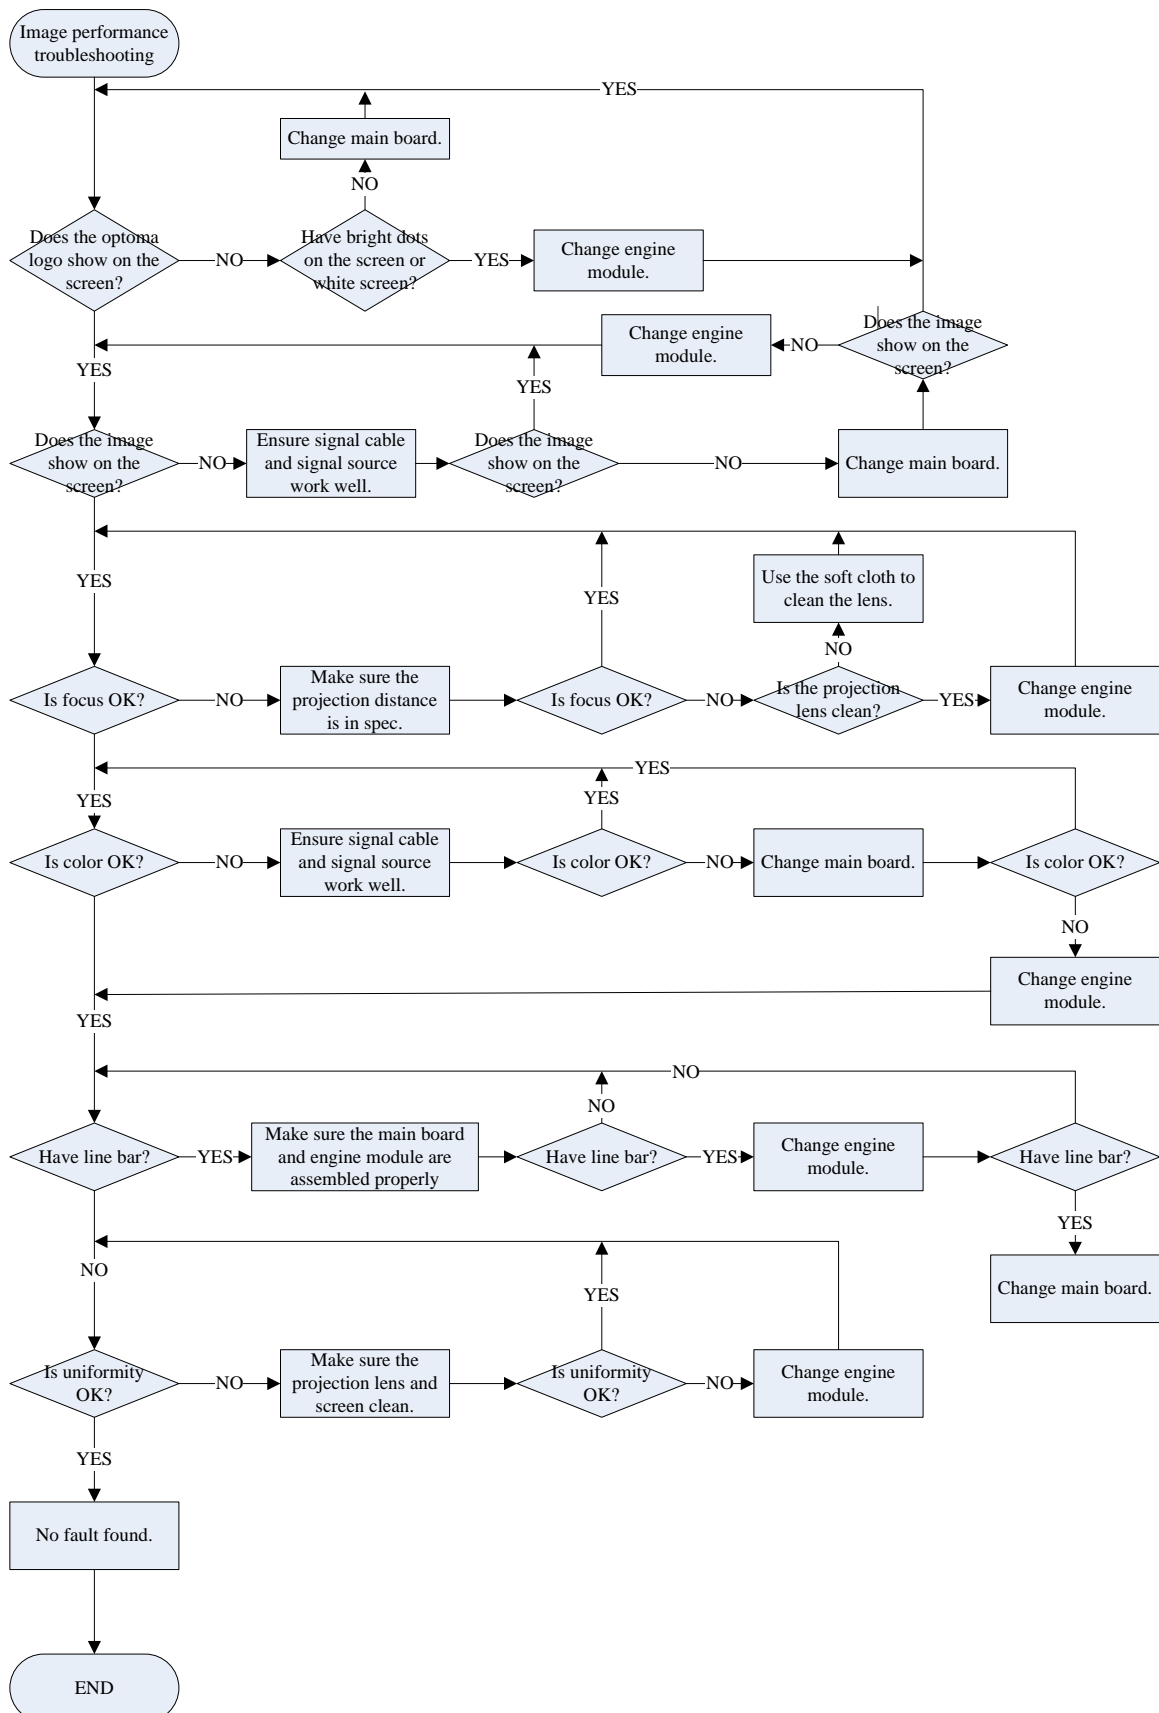 Image performance
troubleshooting
YES
Change main board.
NO
Does the optoma
logo show on the
screen?
NO
Have bright dots
on the screen or
white screen?
YES
Change engine
module.
YES
Change engine
module.
NO
Does the image
show on the
screen?
YES
Does the image
show on the
screen?
NO
Ensure signal cable
and signal source
work well.
Does the image
show on the
screen?
NO
Change main board.
YES
YES
Use the soft cloth to
clean the lens.
NO
Is focus OK?
NO
Make sure the
projection distance
is in spec.
Is focus OK?
NO
Is the projection
lens clean?
YES
Change engine
module.
YES
YES
YES
Is color OK?
NO
Ensure signal cable
and signal source
work well.
Is color OK?
NO
Change main board.
Is color OK?
NO
Change engine
module.
YES
NO
NO
Have line bar?
YES
Make sure the main board
and engine module are
assembled properly
Have line bar?
YES
Change engine
module.
Have line bar?
YES
Change main board.
NO
YES
Is uniformity
OK?
NO
Make sure the
projection lens and
screen clean.
Is uniformity
OK?
NO
Change engine
module.
YES
No fault found.
END